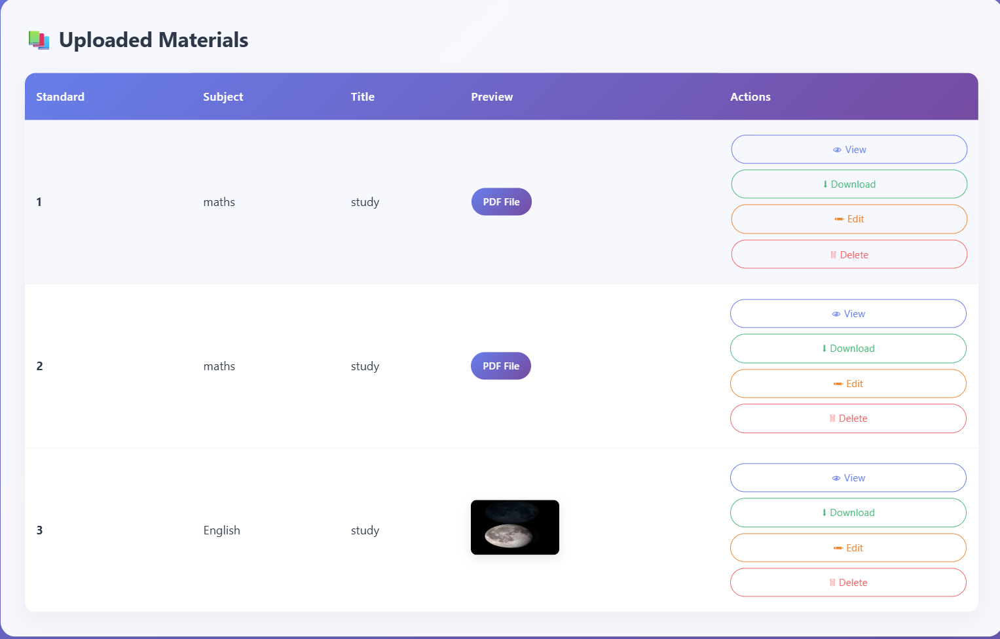 Uploaded Materials
Standard Subject Title Preview Actions
1 maths study PDF File
View
Download
Edit
Delete
2 maths study PDF File
View
Download
Edit
Delete
3 English study
View
Download
Edit
Delete